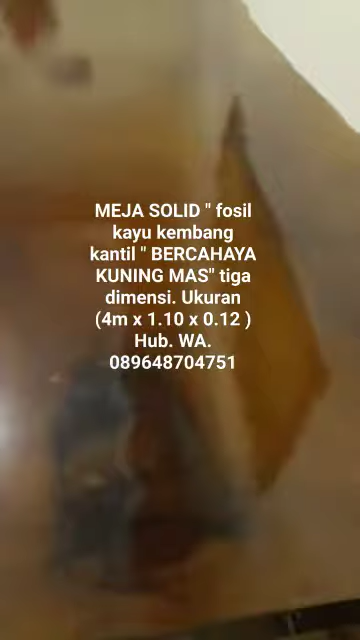 MEJA SOLID " fosil
kayu kembang
kantil " BERCAHAYA
KUNING MAS" tiga
dimensi. Ukuran
(4m x 1.10 x 0.12 )
Hub. WA.
089648704751